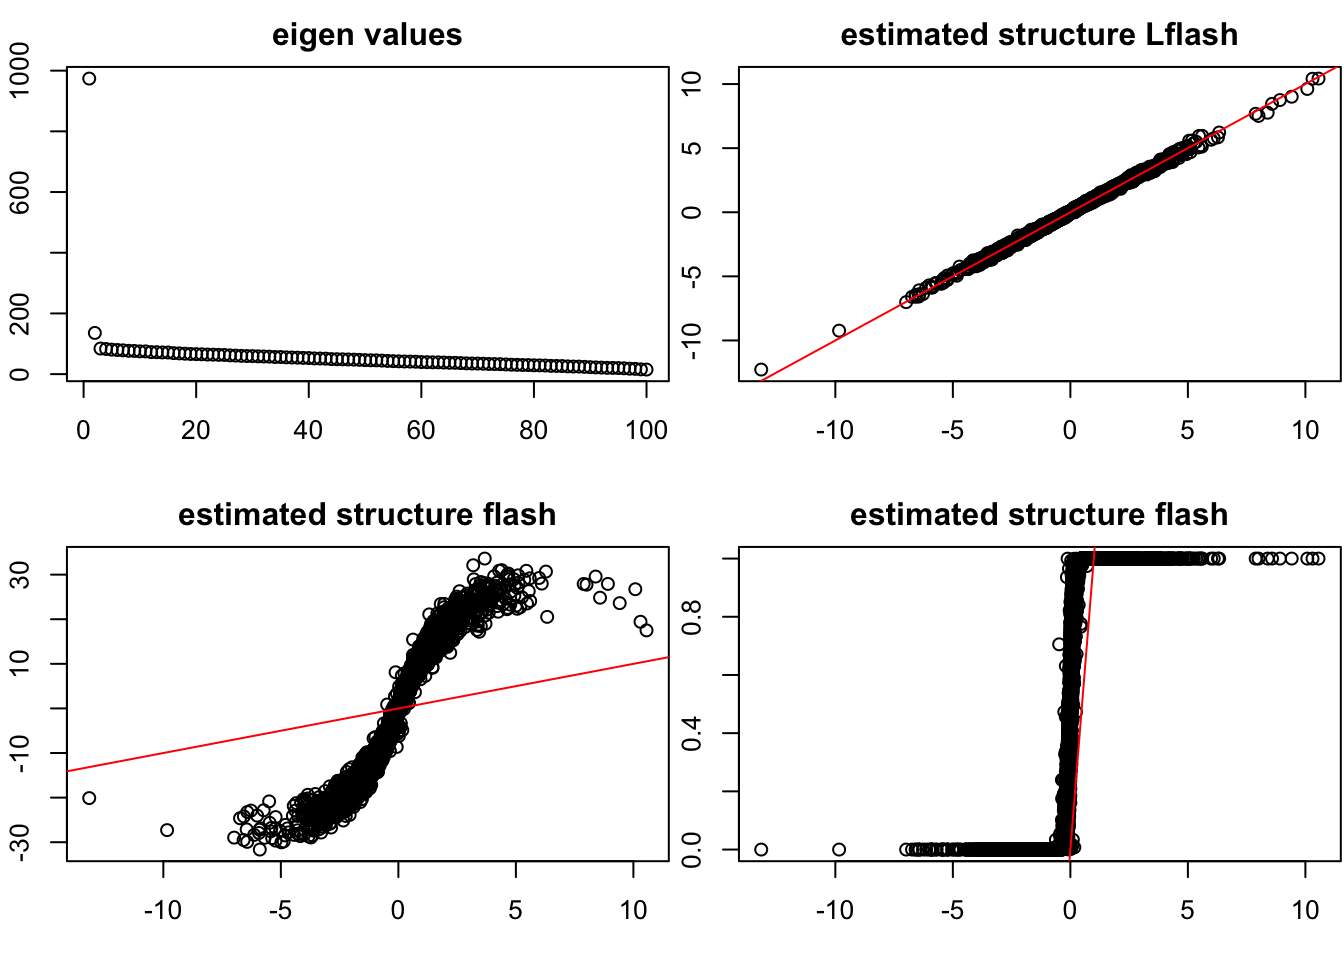 eigen values
1000
600
200
0
0 20 40 60 80 100
estimated structure Lflash
10
5
0
-5
-10
-10 -5 0 5 10
estimated structure flash
30
10
-10
-30
-10 -5 0 5 10
estimated structure flash
0.8
0.4
0.0
-10 -5 0 5 10